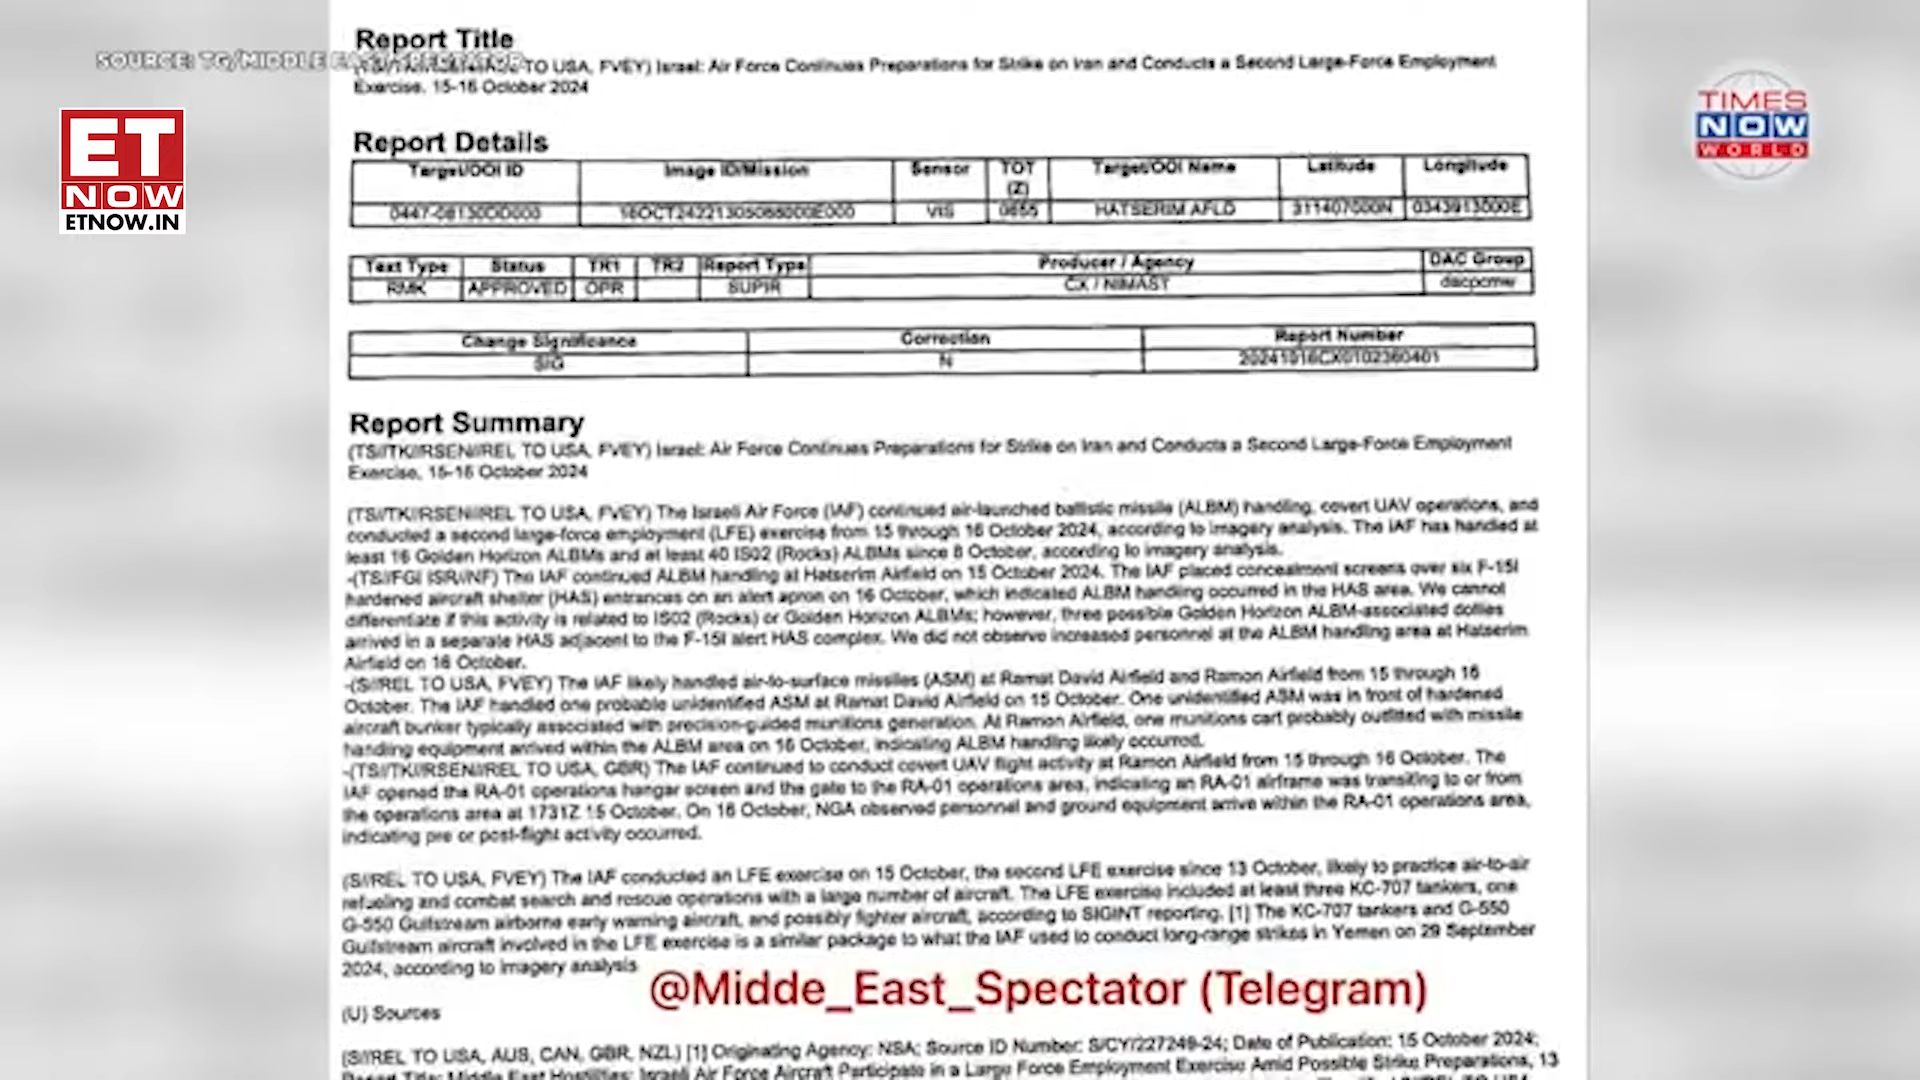 Report Title
SOURCE: TG/MIDDLE EAST SPECTATOR
TO USA, FVEY) Israel: Air Force Continues Preparations for Strike on Iran and Conducts a Second Large-Force Employment
Exercise, 15-16 October 2024
ET
NOW
ETNOW.IN
TIMES
NOW
WORLD
Report Details
Target/OOI ID Image ID/Mission Sensor TOT (Z) Target/OOI Name Latitude Longitude
VIS HATSERIM AFLD 311407000N 0343913000E
Text Type Status TR1 TR2 Report Type Producer / Agency DAC Group
RMK APPROVED OPR SUPIR CX / NIMAST
Change Significance Correction Report Number
SIG N 20241016CX0102360401
Report Summary
(TS//TK//RSEN//REL TO USA, FVEY) Israel: Air Force Continues Preparations for Strike on Iran and Conducts a Second Large-Force Employment
Exercise, 15-16 October 2024
(TS//TK//RSEN//REL TO USA, FVEY) The Israeli Air Force (IAF) continued air-launched ballistic missile (ALBM) handling, covert UAV operations, and
conducted a second large-force employment (LFE) exercise from 15 through 16 October 2024, according to imagery analysis. The IAF has handled at
least 16 Golden Horizon ALBMs and at least 40 IS02 (Rocks) ALBMs since 8 October, according to imagery analysis.
-(TS//FGI ISR//NF) The IAF continued ALBM handling at Hatserim Airfield on 15 October 2024. The IAF placed concealment screens over six F-15I
hardened aircraft shelter (HAS) entrances on an alert apron on 16 October, which indicated ALBM handling occurred in the HAS area. We cannot
differentiate if this activity is related to IS02 (Rocks) or Golden Horizon ALBMs; however, three possible Golden Horizon ALBM-associated dollies
arrived in a separate HAS adjacent to the F-15I alert HAS complex. We did not observe increased personnel at the ALBM handling area at Hatserim
Airfield on 16 October.
-(S//REL TO USA, FVEY) The IAF likely handled air-to-surface missiles (ASM) at Ramat David Airfield and Ramon Airfield from 15 through 16
October. The IAF handled one probable unidentified ASM at Ramat David Airfield on 15 October. One unidentified ASM was in front of hardened
aircraft bunker typically associated with precision-guided munitions generation. At Ramon Airfield, one munitions cart probably outfitted with missile
handling equipment arrived within the ALBM area on 16 October, indicating ALBM handling likely occurred.
-(TS//TK//RSEN//REL TO USA, GBR) The IAF continued to conduct covert UAV flight activity at Ramon Airfield from 15 through 16 October. The
IAF opened the RA-01 operations hangar screen and the gate to the RA-01 operations area, indicating an RA-01 airframe was transiting to or from
the operations area at 1731Z 15 October. On 16 October, NGA observed personnel and ground equipment arrive within the RA-01 operations area,
indicating pre or post-flight activity occurred.
(S//REL TO USA, FVEY) The IAF conducted an LFE exercise on 15 October, the second LFE exercise since 13 October, likely to practice air-to-air
refueling and combat search and rescue operations with a large number of aircraft. The LFE exercise included at least three KC-707 tankers, one
G-550 Gulfstream airborne early warning aircraft, and possibly fighter aircraft, according to SIGINT reporting. [1] The KC-707 tankers and G-550
Gulfstream aircraft involved in the LFE exercise is a similar package to what the IAF used to conduct long-range strikes in Yemen on 29 September
2024, according to imagery analysis
@Midde_East_Spectator (Telegram)
(U) Sources
(S//REL TO USA, AUS, CAN, GBR, NZL) [1] Originating Agency: NSA; Source ID Number: S/CY/227249-24; Date of Publication: 15 October 2024;
Report Title: Middle East Hostilities: Israeli Air Force Aircraft Participate in a Large Force Employment Exercise Amid Possible Strike Preparations, 13